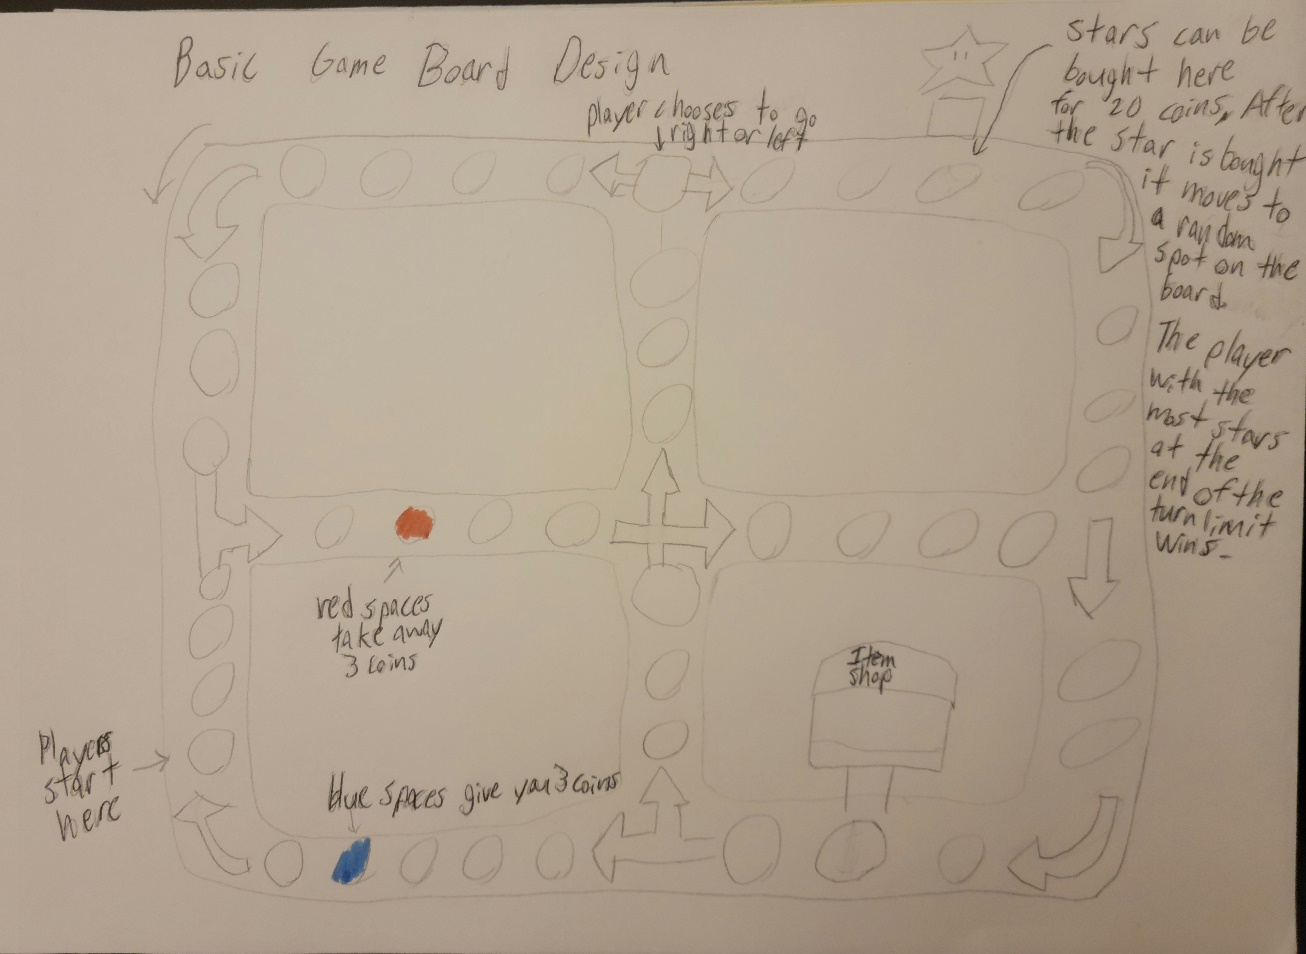 Basic Game Board Design
player chooses to go
right or left
stars can be
bought here
for 20 coins, After
the star is bought
it moves to
a random
spot on the
board.
The player
with the
most stars
at the
end of the
turn limit
wins.
red spaces
take away
3 coins
Item
shop
Players
start
here
blue spaces give you 3 coins